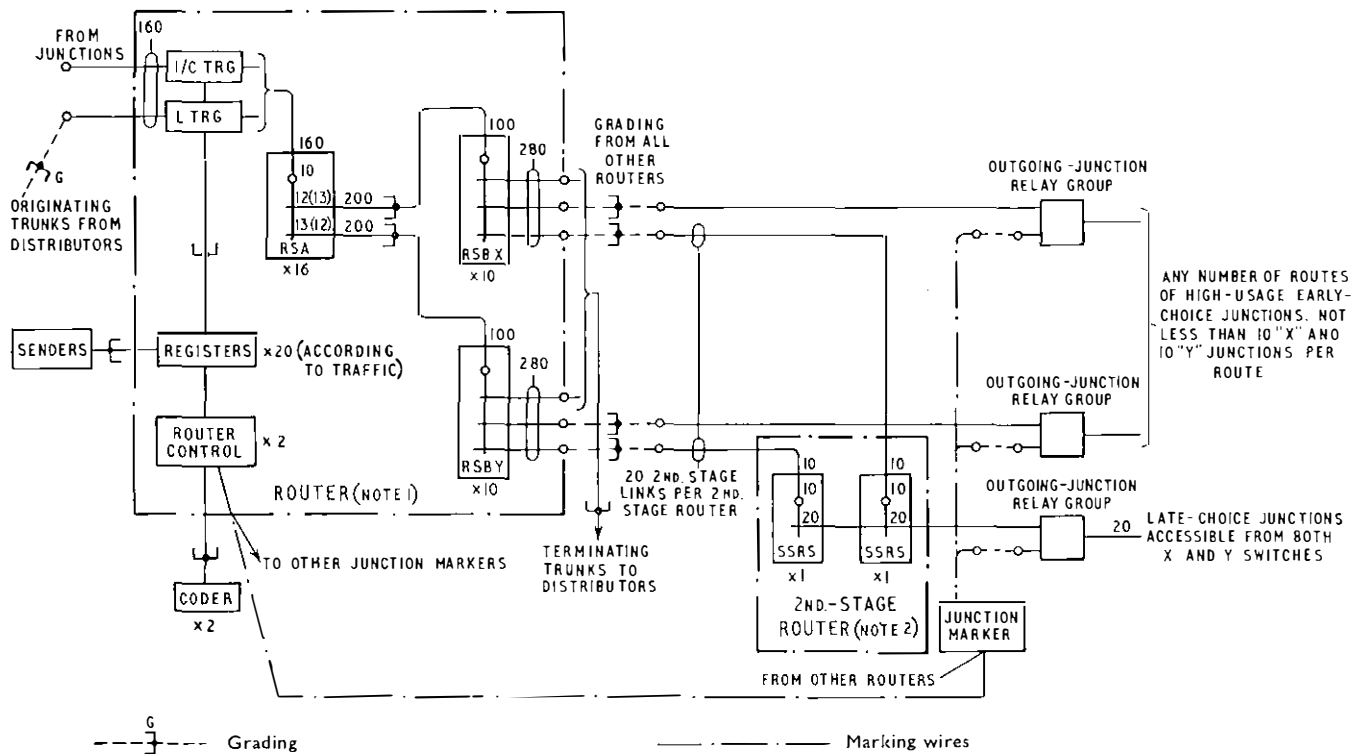 FROM
JUNCTIONS
160
I/C TRG
L TRG
G
ORIGINATING
TRUNKS FROM
DISTRIBUTORS
160
10
12(13)
200
13(12)
200
RSA
x16
100
280
RSBX
x10
100
280
RSBY
x10
GRADING
FROM ALL
OTHER
ROUTERS
SENDERS
REGISTERS
x20 (ACCORDING
TO TRAFFIC)
ROUTER
CONTROL
x 2
ROUTER (NOTE 1)
CODER
x 2
TO OTHER JUNCTION MARKERS
TERMINATING
TRUNKS TO
DISTRIBUTORS
20 2ND. STAGE
LINKS PER 2ND.
STAGE ROUTER
10
10
20
SSRS
x1
10
10
20
SSRS
x1
2ND.-STAGE
ROUTER (NOTE 2)
OUTGOING-JUNCTION
RELAY GROUP
OUTGOING-JUNCTION
RELAY GROUP
OUTGOING-JUNCTION
RELAY GROUP
ANY NUMBER OF ROUTES
OF HIGH-USAGE EARLY-
CHOICE JUNCTIONS. NOT
LESS THAN 10 "X" AND
10 "Y" JUNCTIONS PER
ROUTE
20
LATE-CHOICE JUNCTIONS
ACCESSIBLE FROM BOTH
X AND Y SWITCHES
JUNCTION
MARKER
FROM OTHER ROUTERS
G
Grading
Marking wires